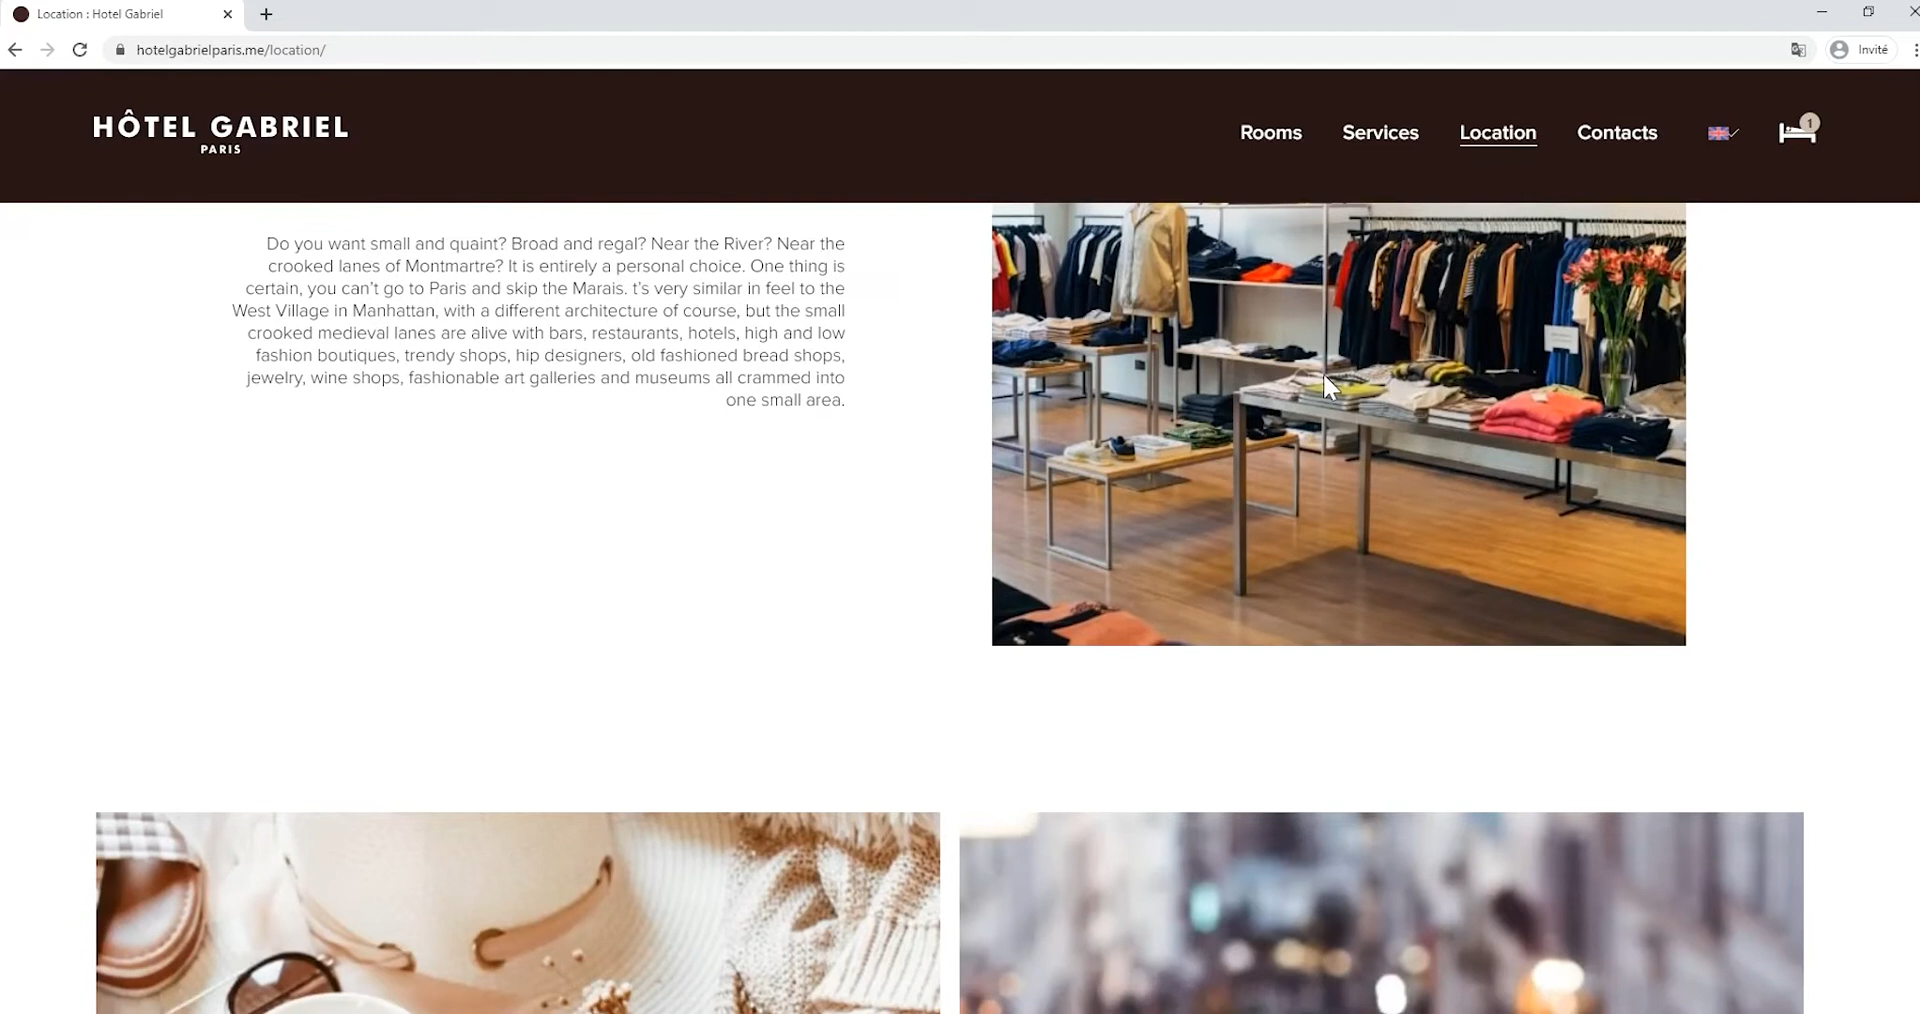 Location : Hotel Gabriel
hotelgabrielparis.me/location/
Invité
HÔTEL GABRIEL
PARIS
Rooms
Services
Location
Contacts
1
Do you want small and quaint? Broad and regal? Near the River? Near the
crooked lanes of Montmartre? It is entirely a personal choice. One thing is
certain, you can't go to Paris and skip the Marais. t's very similar in feel to the
West Village in Manhattan, with a different architecture of course, but the small
crooked medieval lanes are alive with bars, restaurants, hotels, high and low
fashion boutiques, trendy shops, hip designers, old fashioned bread shops,
jewelry, wine shops, fashionable art galleries and museums all crammed into
one small area.